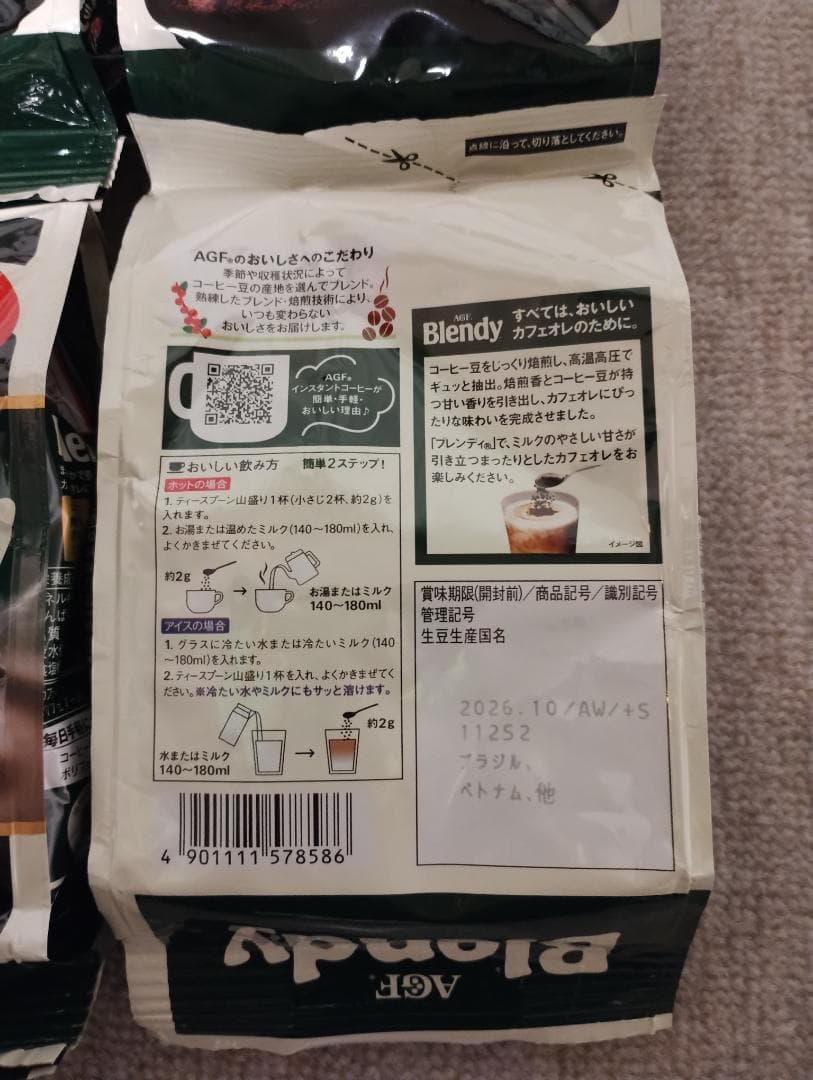 点線に沿って、切り落としてください。
AGF®のおいしさへのこだわり
季節や収穫状況によって
コーヒー豆の産地を選んでブレンド。
熟練したブレンド・焙煎技術により、
いつも変わらない
おいしさをお届けします。
AGF®
インスタントコーヒーが
簡単・手軽・
おいしい理由♪
おいしい飲み方 簡単2ステップ！
ホットの場合
1. ティースプーン山盛り1杯(小さじ2杯、約2g)を
入れます。
2. お湯または温めたミルク(140～180ml)を入れ、
よくかきまぜてください。
約2g
お湯またはミルク
140～180ml
アイスの場合
1. グラスに冷たい水または冷たいミルク(140
～180ml)を入れます。
2. ティースプーン山盛り1杯を入れ、よくかきまぜてく
ださい。※冷たい水やミルクにもサッと溶けます。
約2g
水またはミルク
140～180ml
4 901111 578586
AGF®
Blendy
すべては、おいしい
カフェオレのために。
コーヒー豆をじっくり焙煎し、高温高圧で
ギュッと抽出。焙煎香とコーヒー豆が持
つ甘い香りを引き出し、カフェオレにぴっ
たりな味わいを完成させました。
「ブレンディ®」で、ミルクのやさしい甘さが
引き立つまったりとしたカフェオレをお
楽しみください。
イメージ図
賞味期限(開封前)／商品記号／識別記号
管理記号
生豆生産国名
2026.10/AW/+S
11252
ブラジル、
ベトナム、他
AGF®
Blendy
毎日手軽に
コーヒー